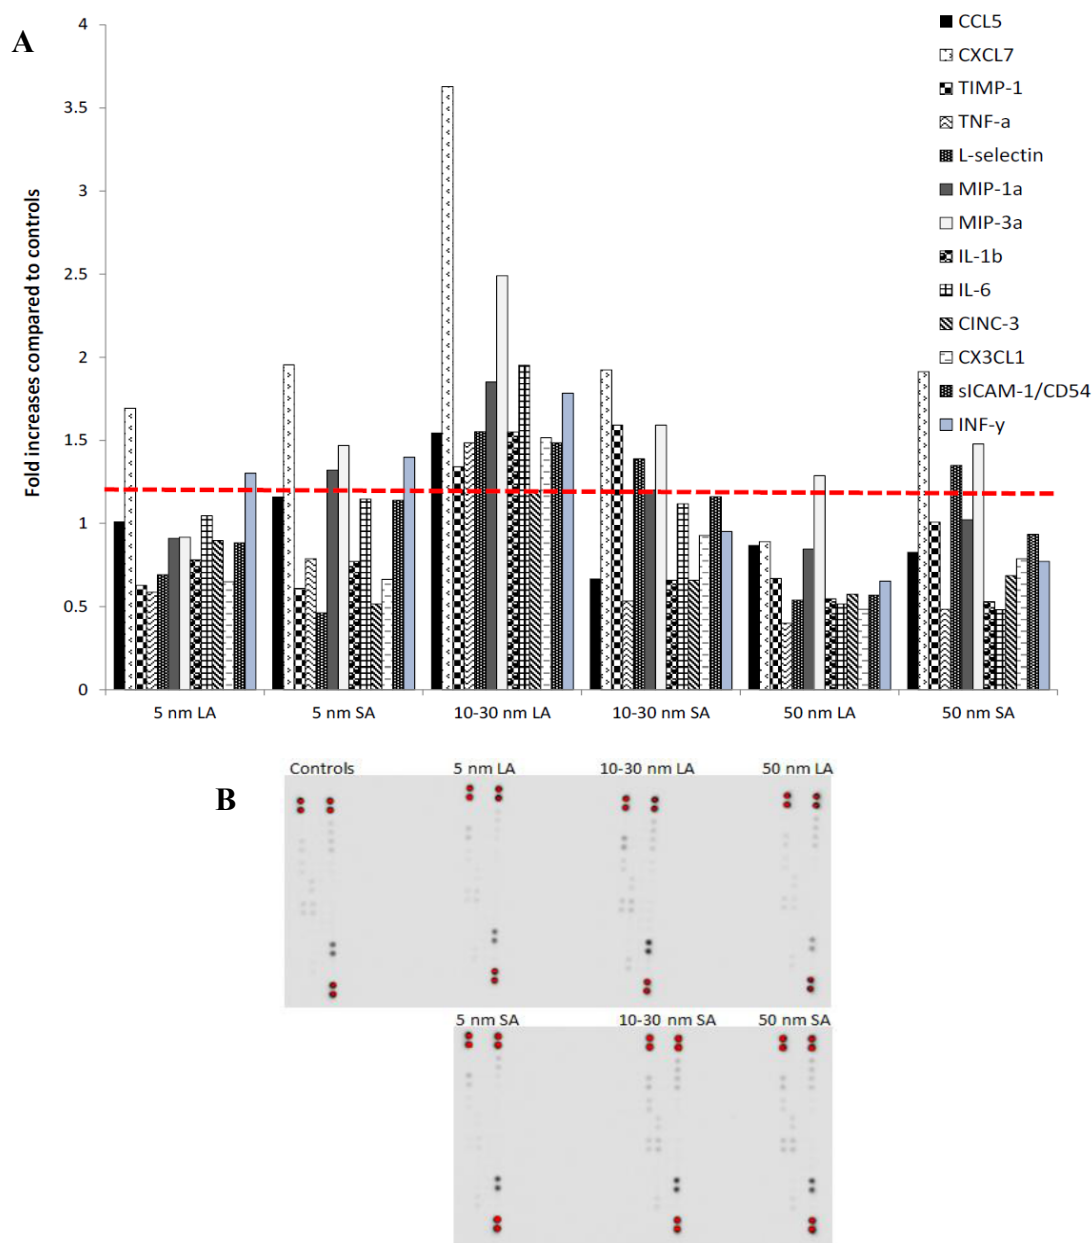 A
Fold increases compared to controls
4
3.5
3
2.5
2
1.5
1
0.5
0
5 nm LA
5 nm SA
10-30 nm LA
10-30 nm SA
50 nm LA
50 nm SA
CCL5
CXCL7
TIMP-1
TNF-a
L-selectin
MIP-1a
MIP-3a
IL-1b
IL-6
CINC-3
CX3CL1
sICAM-1/CD54
INF-y
B
Controls
5 nm LA
10-30 nm LA
50 nm LA
5 nm SA
10-30 nm SA
50 nm SA